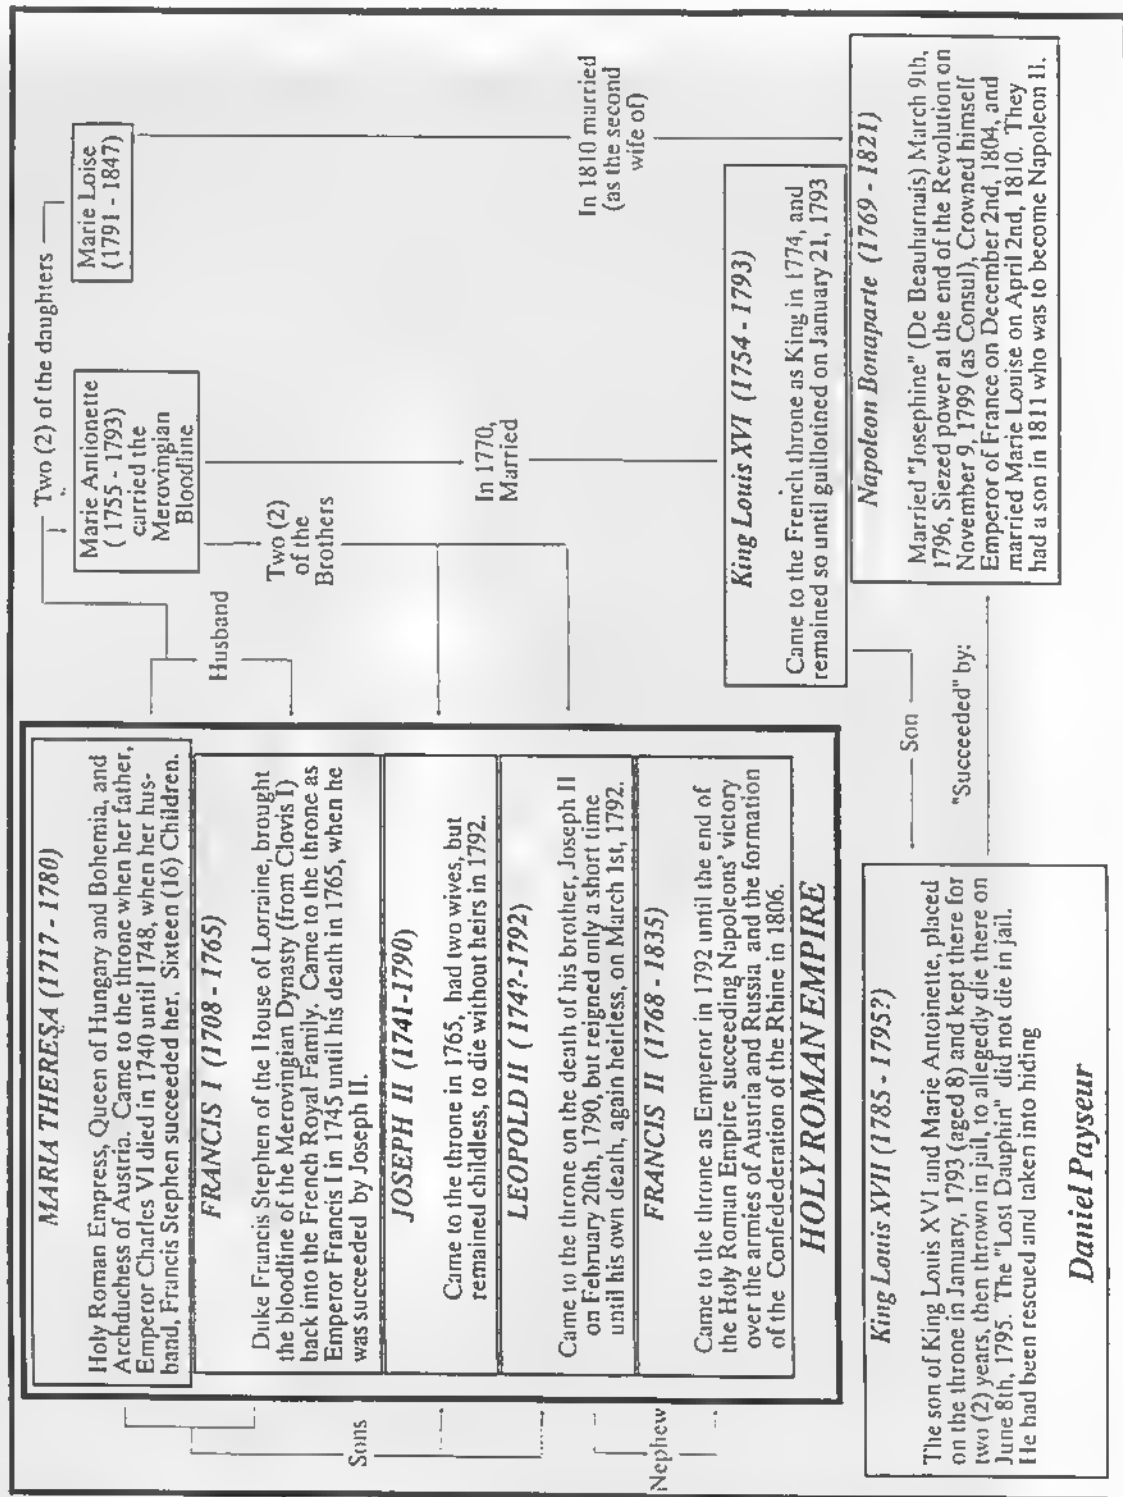 MARIA THERESA (1717 - 1780)
Holy Roman Empress, Queen of Hungary and Bohemia, and
Archduchess of Austria. Came to the throne when her father,
Emperor Charles VI died in 1740 until 1748, when her hus-
band, Francis Stephen succeeded her. Sixteen (16) Children.
FRANCIS I (1708 - 1765)
Duke Francis Stephen of the House of Lorraine, brought
the bloodline of the Merovingian Dynasty (from Clovis I)
back into the French Royal Family. Came to the throne as
Emperor Francis I in 1745 until his death in 1765, when he
was succeeded by Joseph II.
JOSEPH II (1741-1790)
Came to the throne in 1765, had two wives, but
remained childless, to die without heirs in 1792.
LEOPOLD II (174?-1792)
Came to the throne on the death of his brother, Joseph II
on February 20th, 1790, but reigned only a short time
until his own death, again heirless, on March 1st, 1792.
FRANCIS II (1768 - 1835)
Came to the throne as Emperor in 1792 until the end of
the Holy Roman Empire succeeding Napoleons' victory
over the armies of Austria and Russia and the formation
of the Confedederation of the Rhine in 1806.
HOLY ROMAN EMPIRE
Sons
Nephew
Husband
Two (2) of the daughters
Marie Antionette
( 1755 - 1793)
carried the
Merovingian
Bloodline
Marie Loise
(1791 - 1847)
Two (2)
of the
Brothers
In 1770,
Married
In 1810 married
(as the second
wife of)
King Louis XVI (1754 - 1793)
Came to the French throne as King in 1774, and
remained so until guillotined on January 21, 1793
Napoleon Bonaparte (1769 - 1821)
Married "Josephine" (De Beauharnais) March 9th,
1796, Siezed power at the end of the Revolution on
November 9, 1799 (as Consul), Crowned himself
Emperor of France on December 2nd, 1804, and
married Marie Louise on April 2nd, 1810. They
had a son in 1811 who was to become Napoleon II.
Son
"Succeeded" by:
King Louis XVII (1785 - 1795?)
The son of King Louis XVI and Marie Antoinette, placed
on the throne in January, 1793 (aged 8) and kept there for
two (2) years, then thrown in jail, to allegedly die there on
June 8th, 1795. The "Lost Dauphin" did not die in jail.
He had been rescued and taken into hiding
Daniel Payseur